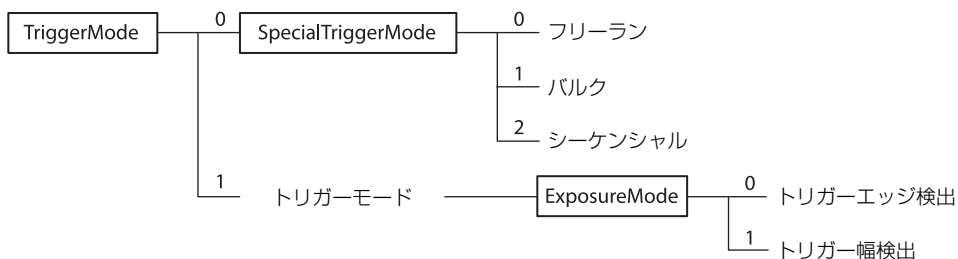 TriggerMode 0 SpecialTriggerMode 0 フリーラン
1 バルク
2 シーケンシャル
1 トリガーモード ExposureMode 0 トリガーエッジ検出
1 トリガー幅検出